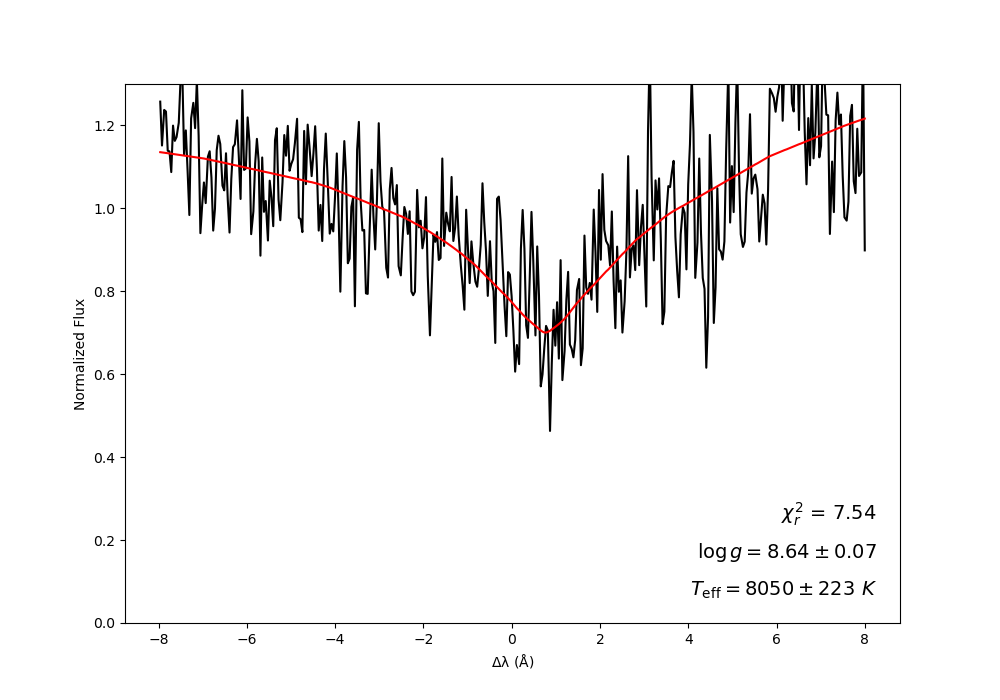 1.2
1.0
0.8
0.6
0.4
0.2
0.0
Normalized Flux
χ²ᵣ = 7.54
log g = 8.64 ± 0.07
T_eff = 8050 ± 223 K
−8 −6 −4 −2 0 2 4 6 8
Δλ (Å)